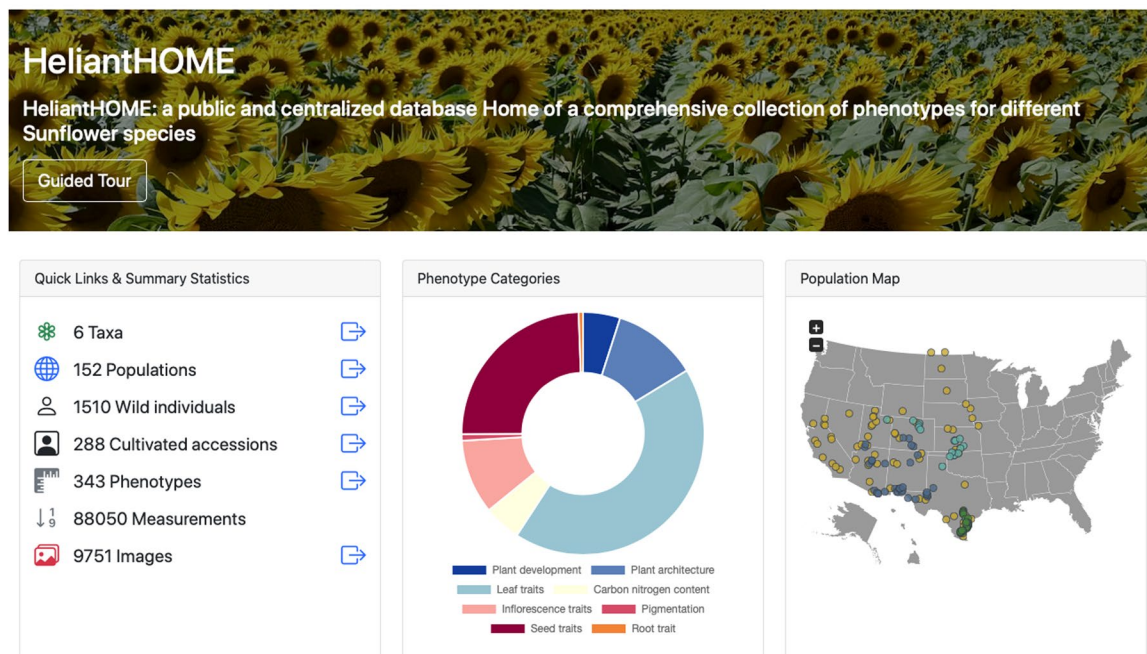 HeliantHOME
HeliantHOME: a public and centralized database Home of a comprehensive collection of phenotypes for different
Sunflower species
Guided Tour
Quick Links & Summary Statistics
6 Taxa
152 Populations
1510 Wild individuals
288 Cultivated accessions
343 Phenotypes
1
9
88050 Measurements
9751 Images
Phenotype Categories
Plant development
Plant architecture
Leaf traits
Carbon nitrogen content
Inflorescence traits
Pigmentation
Seed traits
Root trait
Population Map
+
−